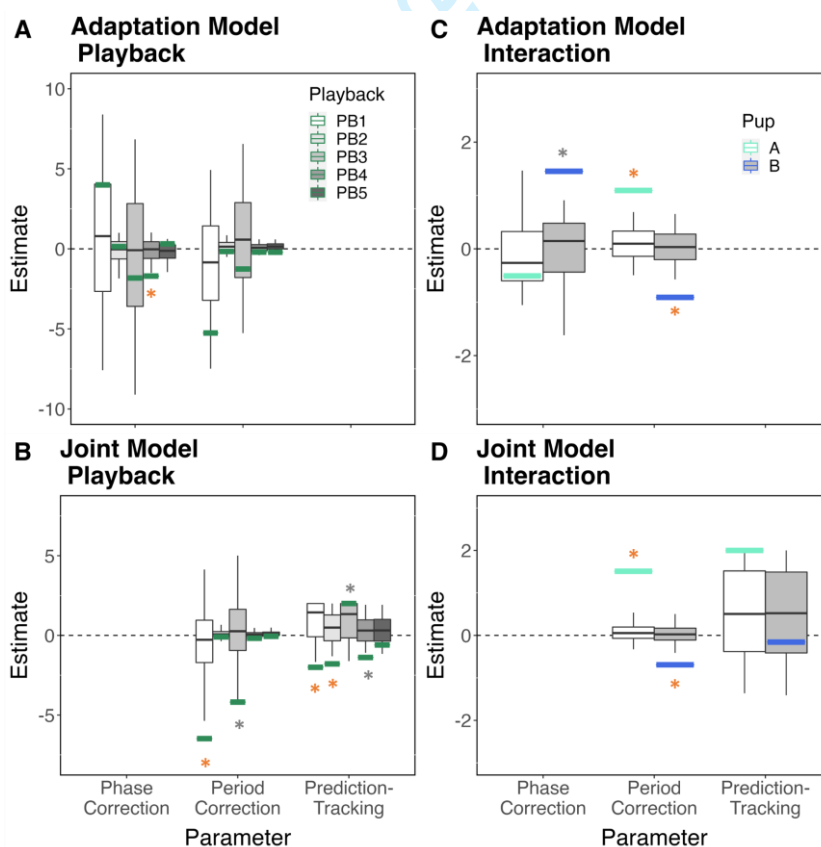 A Adaptation Model
Playback
10
5
0
-5
-10
Estimate
Playback
PB1
PB2
PB3
PB4
PB5
*
C Adaptation Model
Interaction
2
0
-2
Estimate
Pup
A
B
*
*
*
B Joint Model
Playback
5
0
-5
Estimate
*
*
*
*
*
*
Phase Correction
Period Correction
Prediction-Tracking
Parameter
D Joint Model
Interaction
2
0
-2
Estimate
*
*
Phase Correction
Period Correction
Prediction-Tracking
Parameter